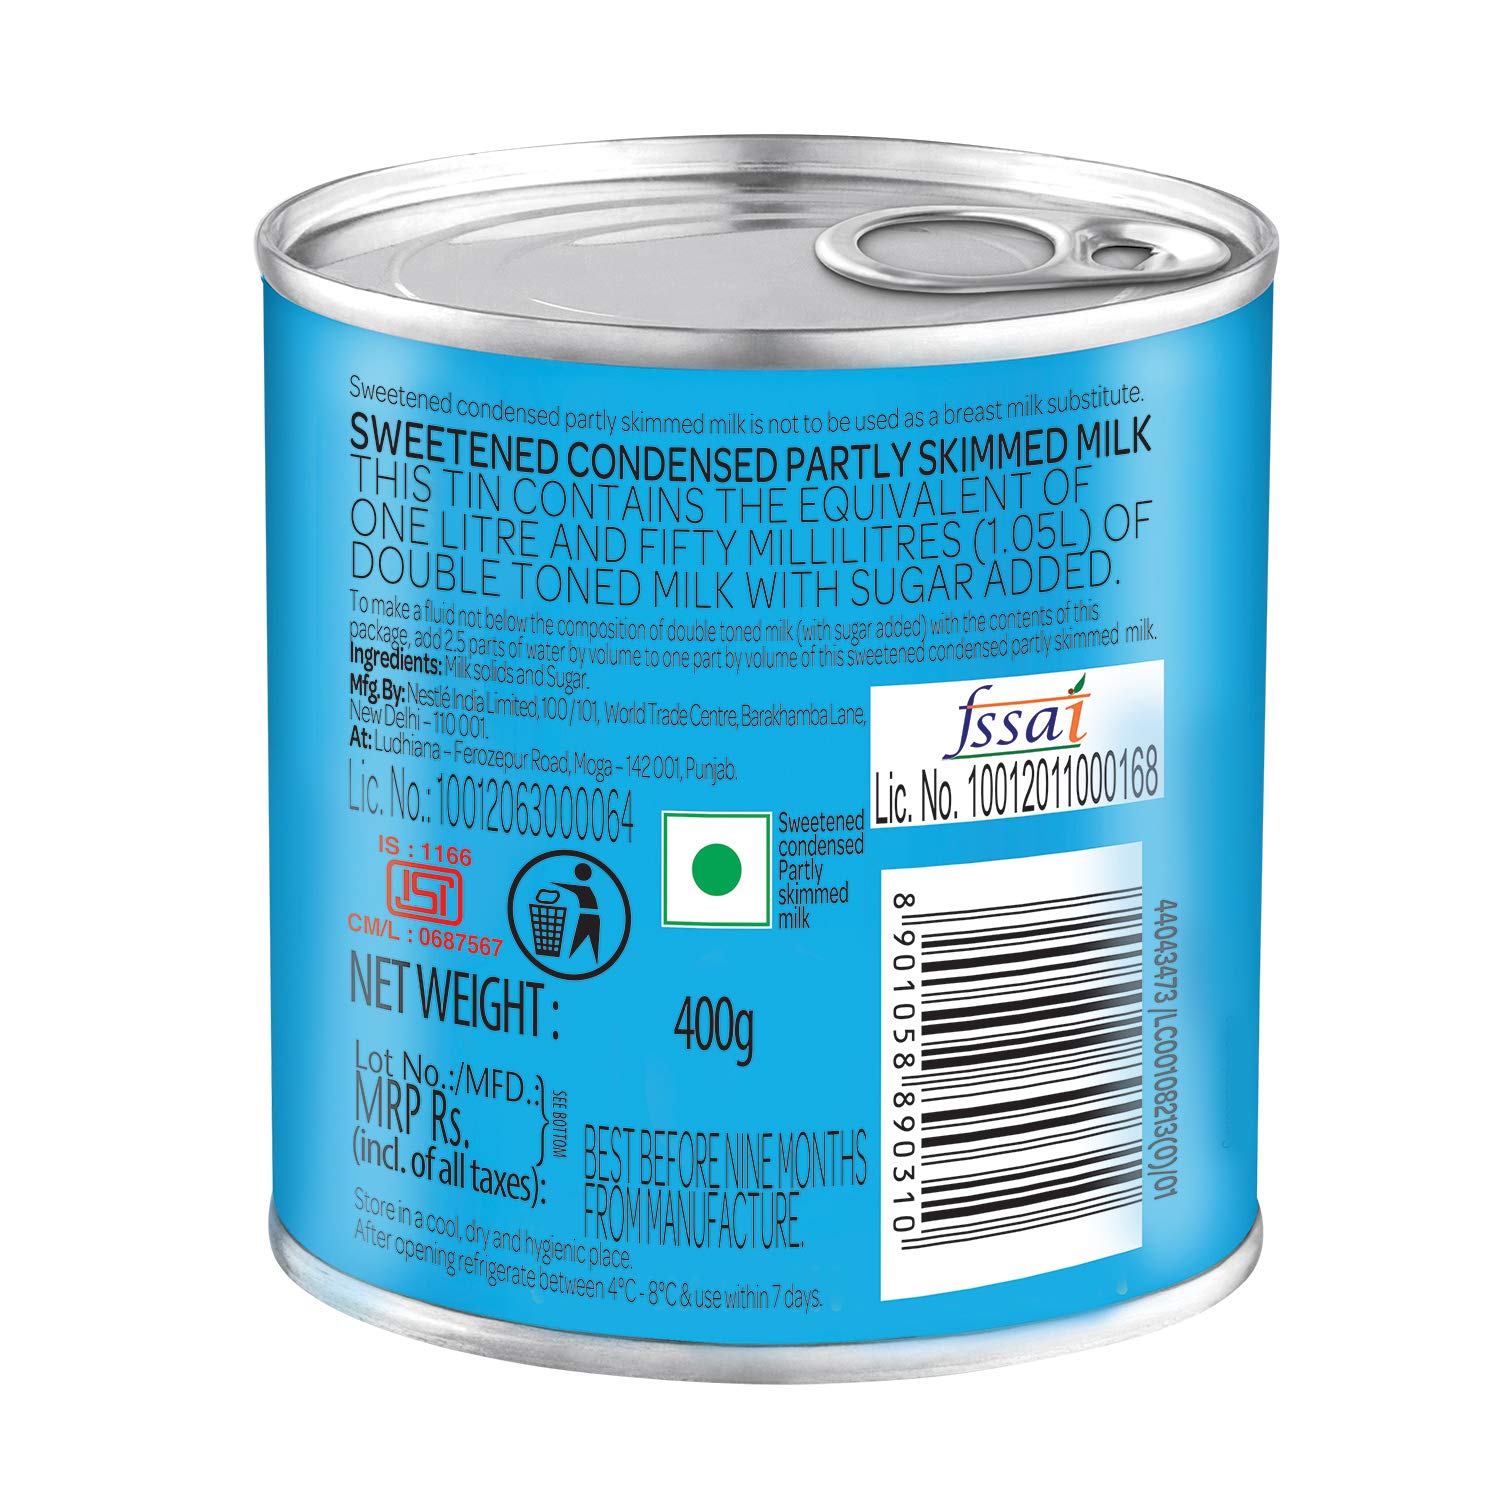 Sweetened condensed partly skimmed milk is not to be used as a breast milk substitute.
SWEETENED CONDENSED PARTLY SKIMMED MILK
THIS TIN CONTAINS THE EQUIVALENT OF
ONE LITRE AND FIFTY MILLILITRES (1.05L) OF
DOUBLE TONED MILK WITH SUGAR ADDED.
To make a fluid not below the composition of double toned milk (with sugar added) with the contents of this
package, add 2.5 parts of water by volume to one part by volume of this sweetened condensed partly skimmed milk.
Ingredients: Milk solids and Sugar.
Mfg. By: Nestlé India Limited, 100/101, World Trade Centre, Barakhamba Lane,
New Delhi – 110 001.
At: Ludhiana – Ferozepur Road, Moga – 142 001, Punjab.
Lic. No.: 10012063000064
fssai
Lic. No. 10012011000168
IS : 1166
ISI
CM/L : 0687567
Sweetened
condensed
Partly
skimmed
milk
NET WEIGHT : 400g
Lot No.:/MFD.:
MRP Rs.
(incl. of all taxes):
SEE BOTTOM
BEST BEFORE NINE MONTHS
FROM MANUFACTURE.
Store in a cool, dry and hygienic place.
After opening refrigerate between 4°C - 8°C & use within 7 days.
8901058890310
44043473 /LC00108213(0)/01